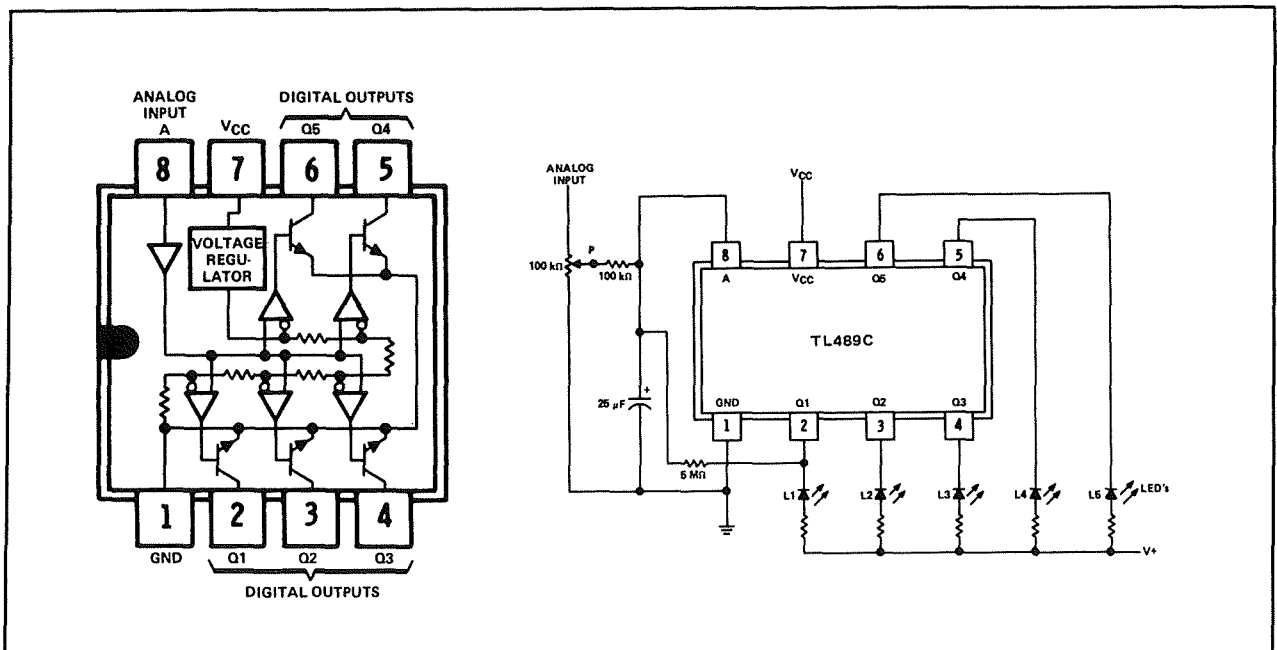 ANALOG
INPUT
A
VCC
DIGITAL OUTPUTS
Q5
Q4
8
7
6
5
VOLTAGE
REGU-
LATOR
1
2
3
4
GND
Q1
Q2
Q3
DIGITAL OUTPUTS
ANALOG
INPUT
100 kΩ
P
100 kΩ
25 μF
+
5 MΩ
VCC
8
7
6
5
A
VCC
Q5
Q4
TL489C
GND
Q1
Q2
Q3
1
2
3
4
L1
L2
L3
L4
L5
LED's
V+